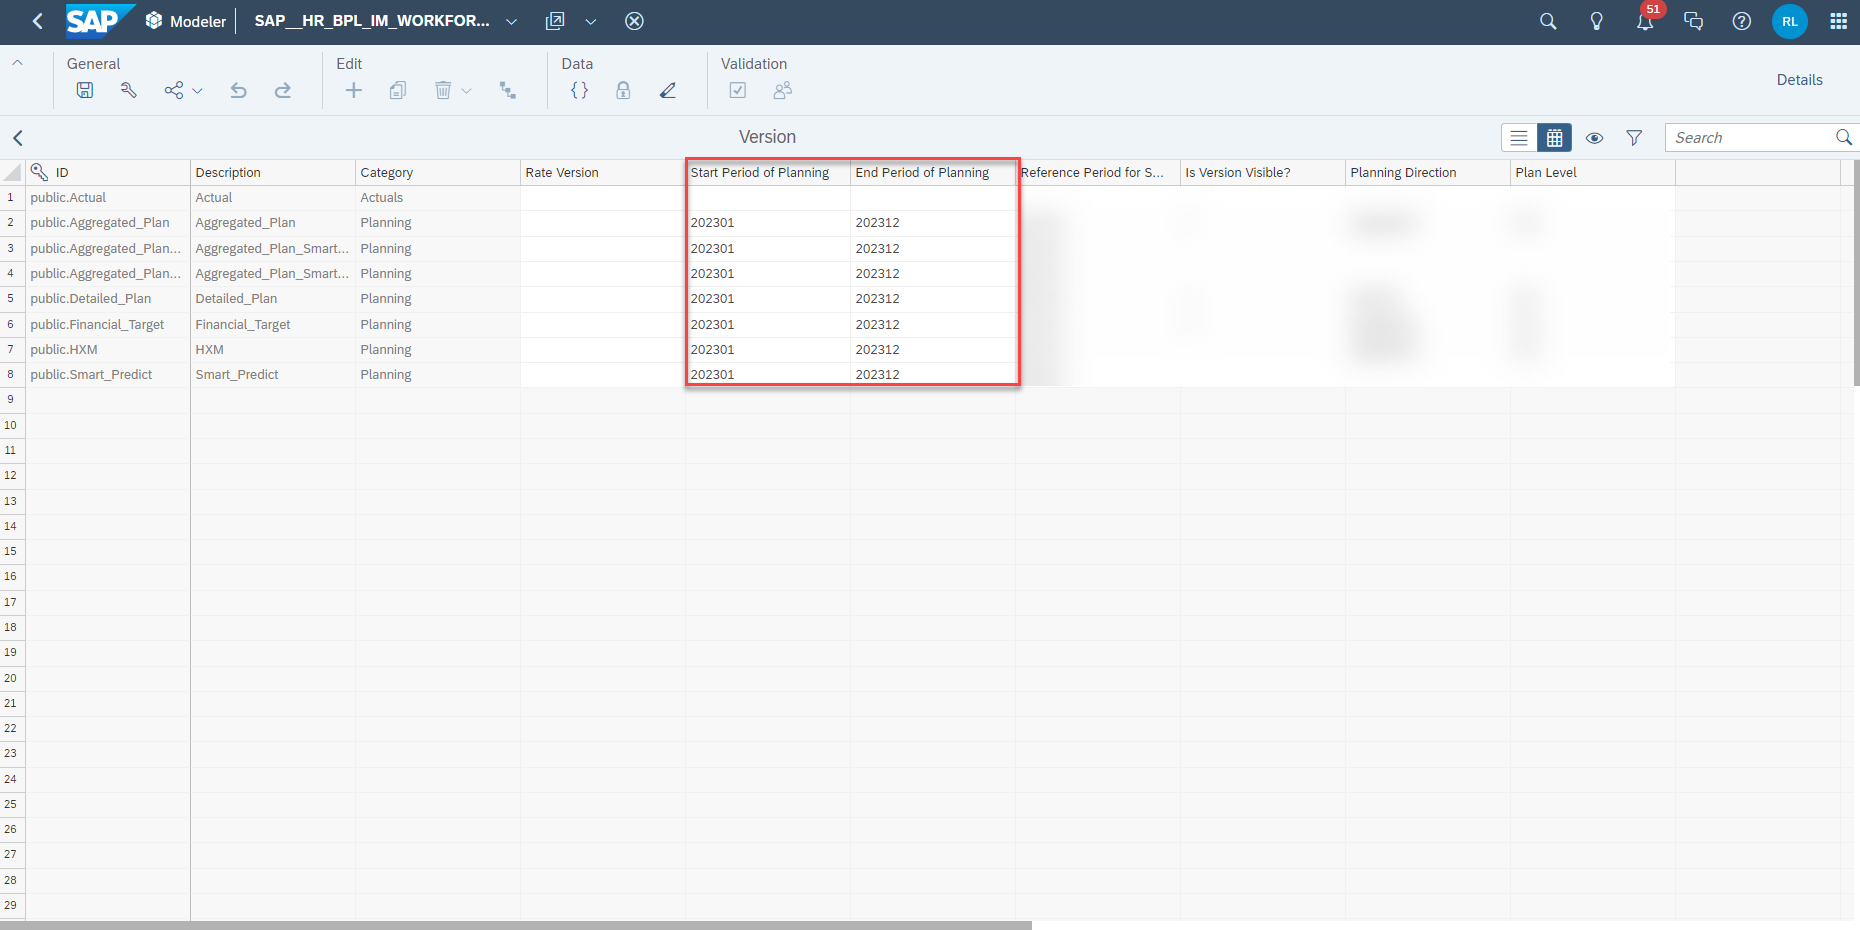 SAP Modeler SAP__HR_BPL_IM_WORKFOR... 51 RL
General Edit Data Validation
Details
Version
Search
ID Description Category Rate Version Start Period of Planning End Period of Planning Reference Period for S... Is Version Visible? Planning Direction Plan Level
1 public.Actual Actual Actuals
2 public.Aggregated_Plan Aggregated_Plan Planning 202301 202312
3 public.Aggregated_Plan... Aggregated_Plan_Smart... Planning 202301 202312
4 public.Aggregated_Plan... Aggregated_Plan_Smart... Planning 202301 202312
5 public.Detailed_Plan Detailed_Plan Planning 202301 202312
6 public.Financial_Target Financial_Target Planning 202301 202312
7 public.HXM HXM Planning 202301 202312
8 public.Smart_Predict Smart_Predict Planning 202301 202312
9
10
11
12
13
14
15
16
17
18
19
20
21
22
23
24
25
26
27
28
29